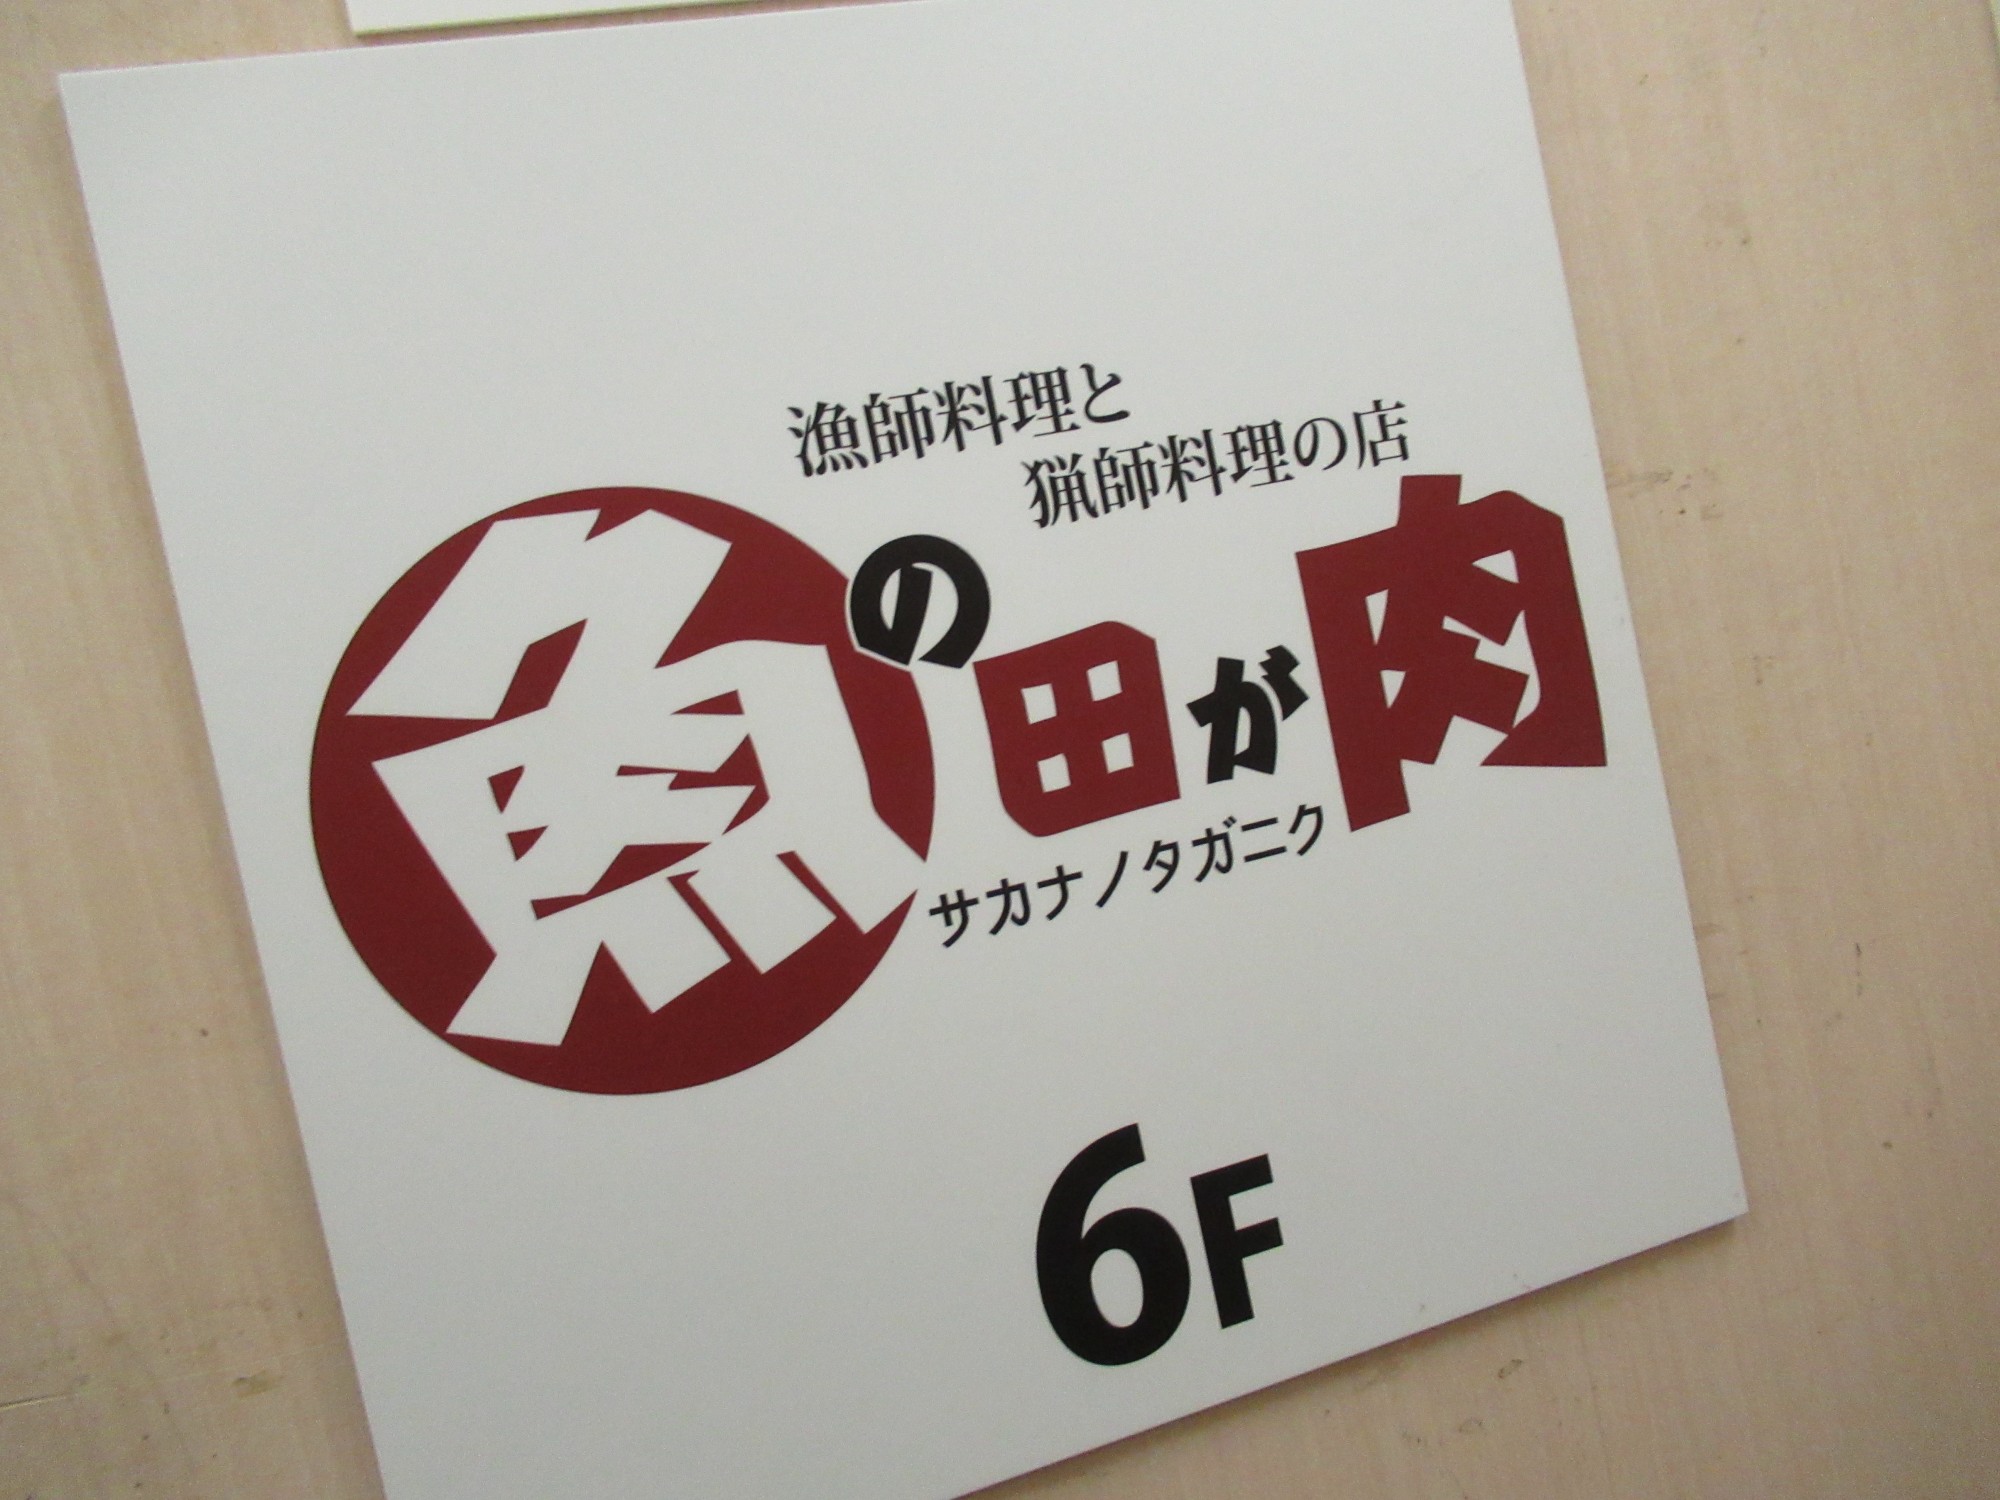 漁師料理と
猟師料理の店
魚の田が肉
サカナノタガニク
6F